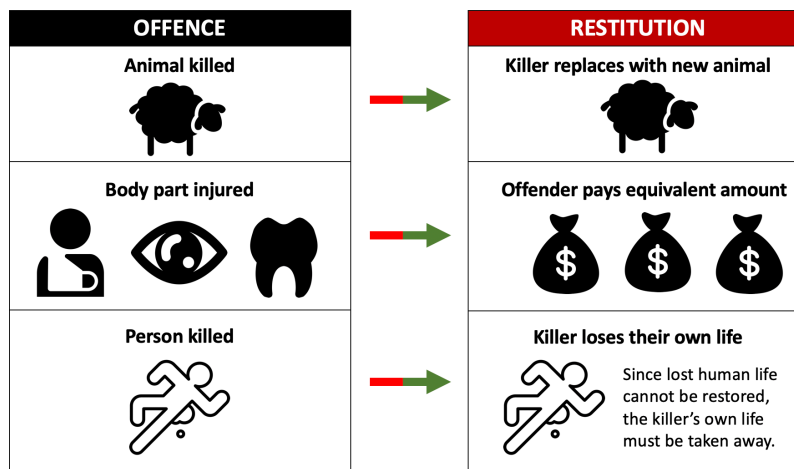 OFFENCE
RESTITUTION
Animal killed
Killer replaces with new animal
Body part injured
Offender pays equivalent amount
$ $ $
Person killed
Killer loses their own life
Since lost human life
cannot be restored,
the killer’s own life
must be taken away.